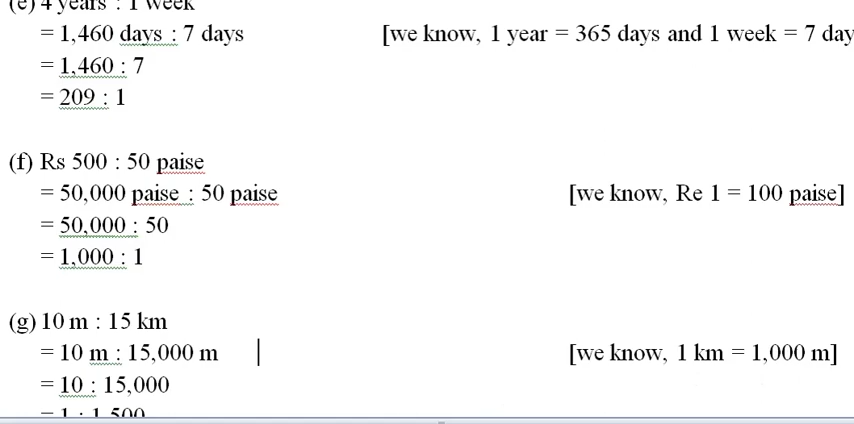 (e) 4 years : 1 week
= 1,460 days : 7 days [we know, 1 year = 365 days and 1 week = 7 day
= 1,460 : 7
= 209 : 1
(f) Rs 500 : 50 paise
= 50,000 paise : 50 paise [we know, Re 1 = 100 paise]
= 50,000 : 50
= 1,000 : 1
(g) 10 m : 15 km
= 10 m : 15,000 m [we know, 1 km = 1,000 m]
= 10 : 15,000
= 1 : 1,500